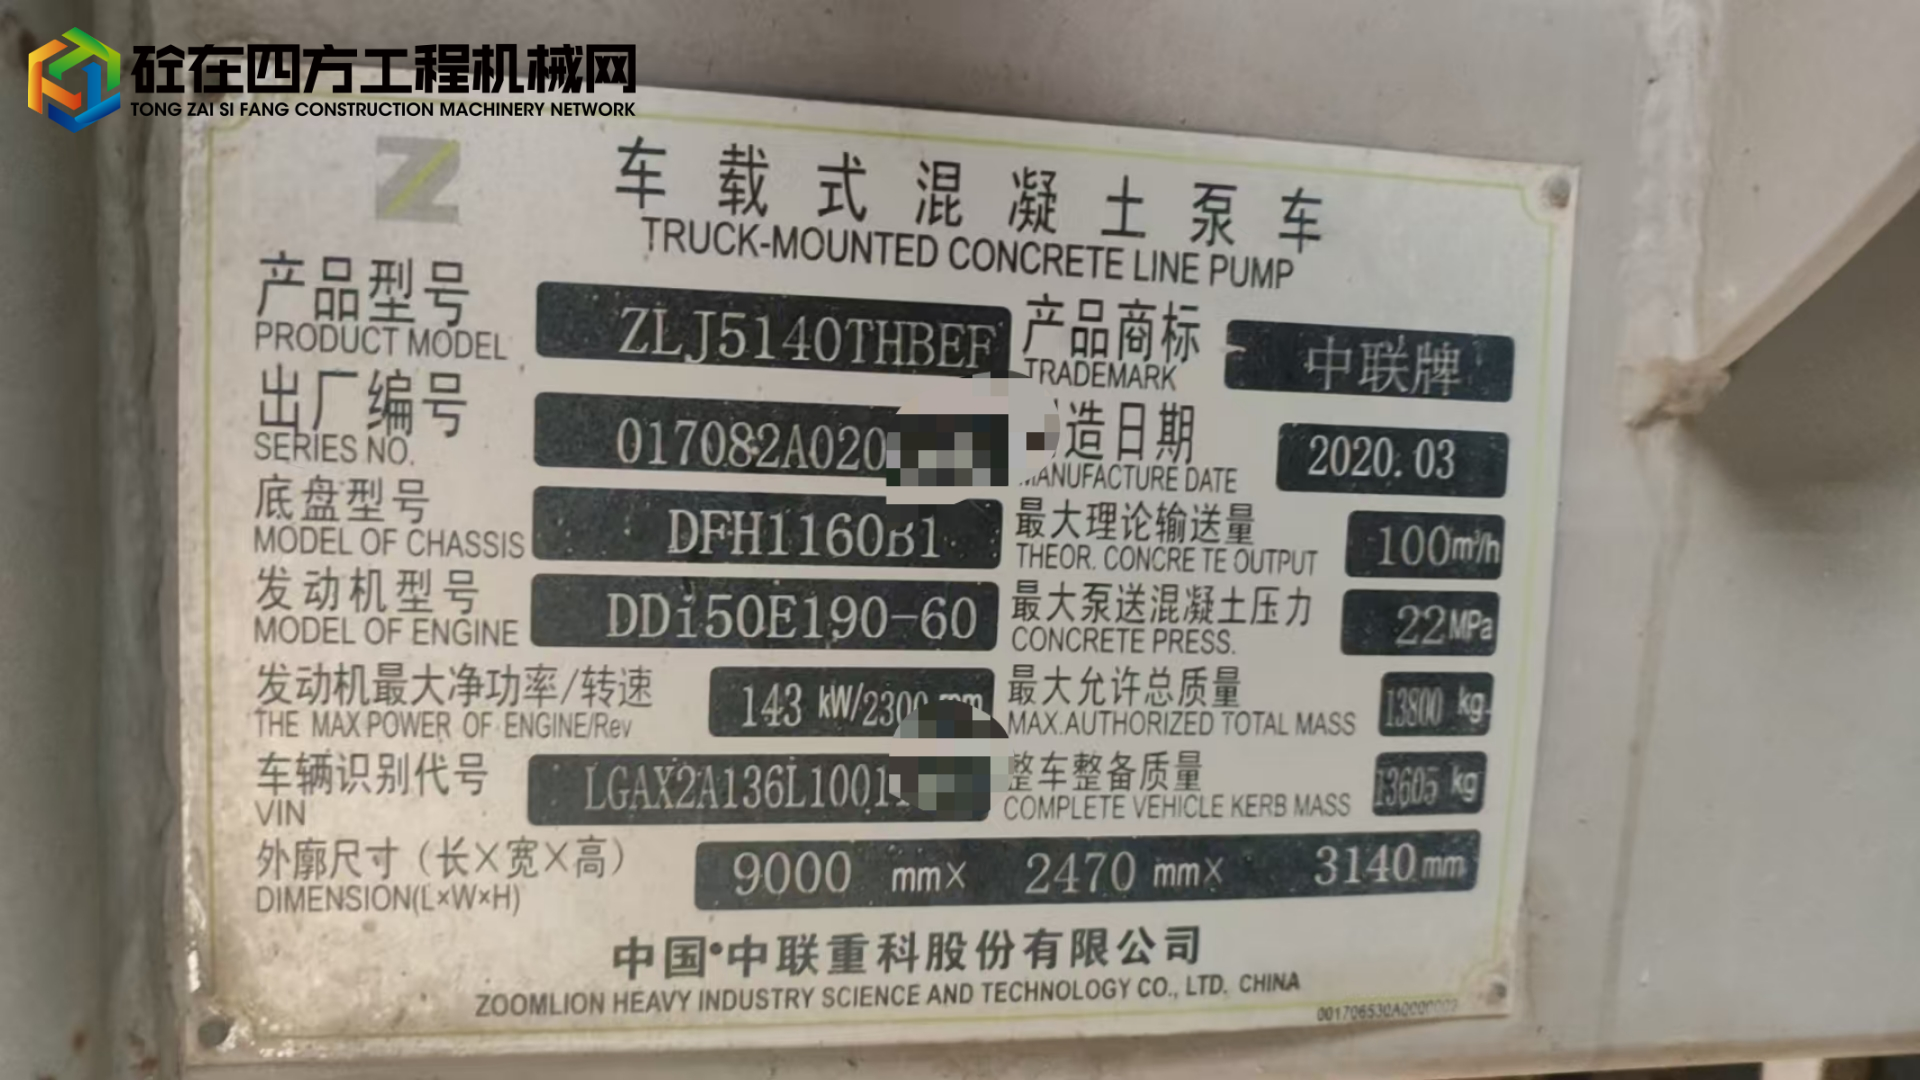 砼在四方工程机械网
TONG ZAI SI FANG CONSTRUCTION MACHINERY NETWORK
车载式混凝土泵车
TRUCK-MOUNTED CONCRETE LINE PUMP
产品型号 ZLJ5140THBEF 产品商标 中联牌
PRODUCT MODEL TRADEMARK
出厂编号 017082A020 造日期 2020.03
SERIES NO. MANUFACTURE DATE
底盘型号 DFH1160B1 最大理论输送量 100m³/h
MODEL OF CHASSIS THEOR. CONCRE TE OUTPUT
发动机型号 DDi50E190-60 最大泵送混凝土压力 22MPa
MODEL OF ENGINE CONCRETE PRESS.
发动机最大净功率/转速 143 kW/2300 最大允许总质量 13800 kg
THE MAX POWER OF ENGINE/Rev MAX.AUTHORIZED TOTAL MASS
车辆识别代号 LGAX2A136L1001 整车整备质量 13605 kg
VIN COMPLETE VEHICLE KERB MASS
外廓尺寸(长×宽×高) 9000 mm× 2470 mm× 3140mm
DIMENSION(L×W×H)
中国·中联重科股份有限公司
ZOOMLION HEAVY INDUSTRY SCIENCE AND TECHNOLOGY CO., LTD. CHINA